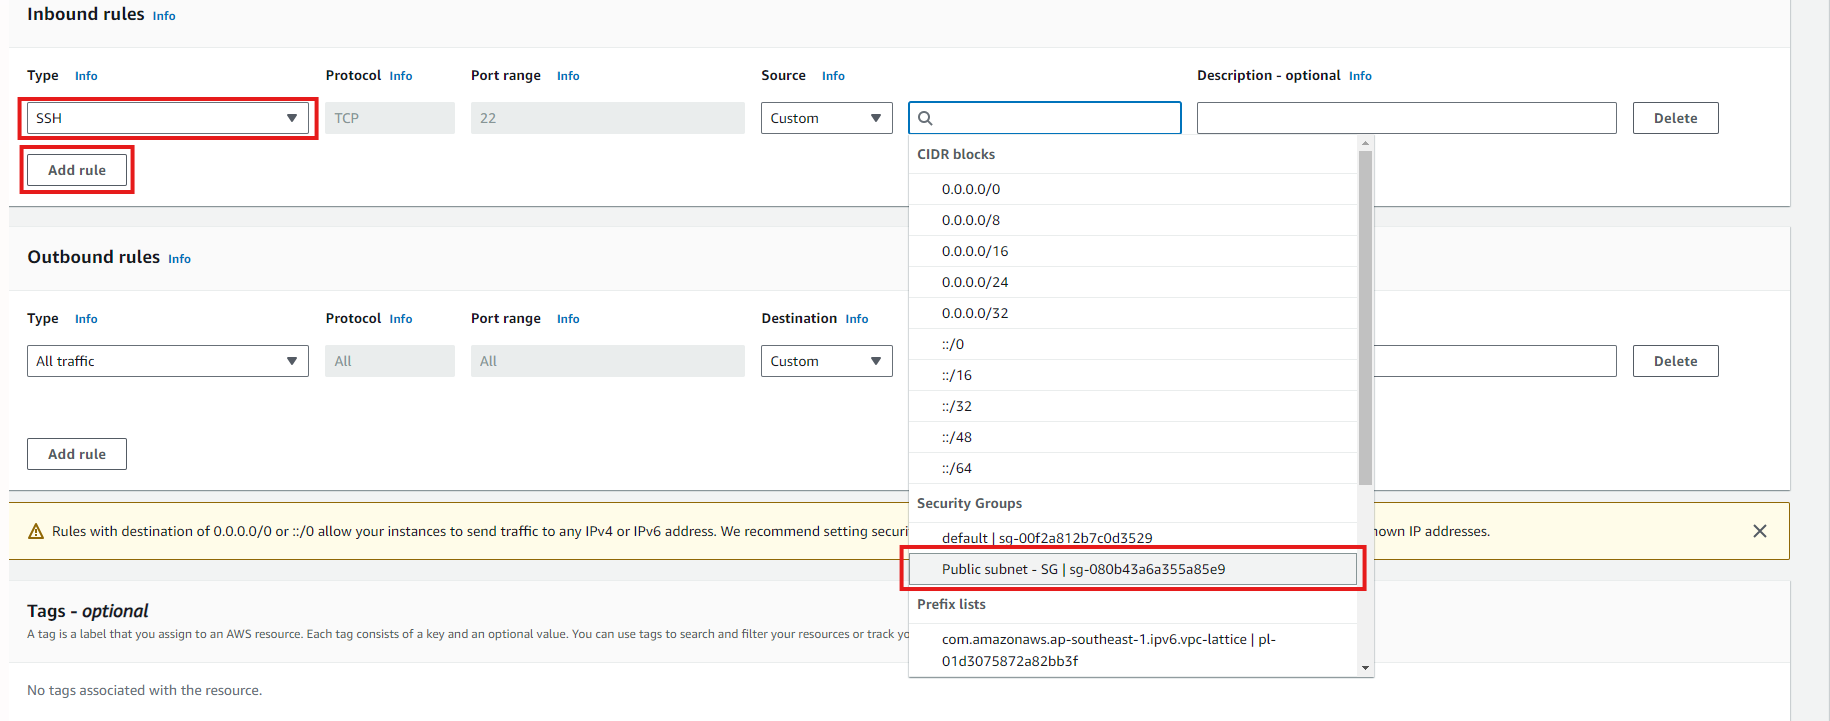 Inbound rules Info
Type Info Protocol Info Port range Info Source Info Description - optional Info
SSH TCP 22 Custom Delete
Add rule
CIDR blocks
0.0.0.0/0
0.0.0.0/8
0.0.0.0/16
0.0.0.0/24
0.0.0.0/32
::/0
::/16
::/32
::/48
::/64
Security Groups
default | sg-00f2a812b7c0d3529
Public subnet - SG | sg-080b43a6a355a85e9
Prefix lists
com.amazonaws.ap-southeast-1.ipv6.vpc-lattice | pl-
01d3075872a82bb3f
Outbound rules Info
Type Info Protocol Info Port range Info Destination Info
All traffic All All Custom Delete
Add rule
Rules with destination of 0.0.0.0/0 or ::/0 allow your instances to send traffic to any IPv4 or IPv6 address. We recommend setting IP addresses.
Tags - optional
A tag is a label that you assign to an AWS resource. Each tag consists of a key and an optional value. You can use tags to search and filter your resources or track
No tags associated with the resource.